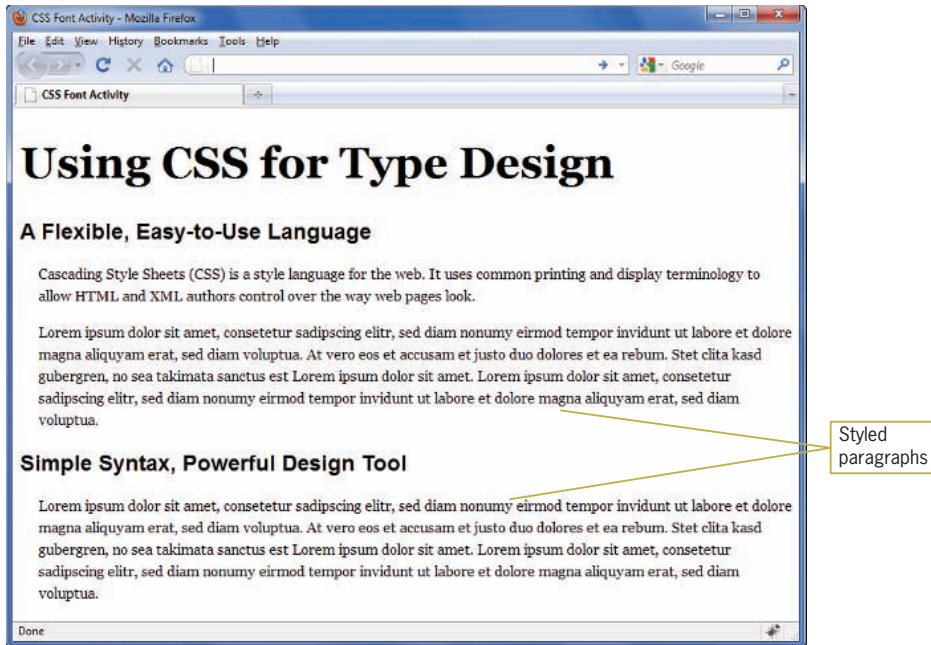 CSS Font Activity - Mozilla Firefox
File Edit View History Bookmarks Tools Help
Google
CSS Font Activity
Using CSS for Type Design
A Flexible, Easy-to-Use Language
Cascading Style Sheets (CSS) is a style language for the web. It uses common printing and display terminology to
allow HTML and XML authors control over the way web pages look.
Lorem ipsum dolor sit amet, consetetur sadipscing elitr, sed diam nonumy eirmod tempor invidunt ut labore et dolore
magna aliquyam erat, sed diam voluptua. At vero eos et accusam et justo duo dolores et ea rebum. Stet clita kasd
gubergren, no sea takimata sanctus est Lorem ipsum dolor sit amet. Lorem ipsum dolor sit amet, consetetur
sadipscing elitr, sed diam nonumy eirmod tempor invidunt ut labore et dolore magna aliquyam erat, sed diam
voluptua.
Styled
paragraphs
Simple Syntax, Powerful Design Tool
Lorem ipsum dolor sit amet, consetetur sadipscing elitr, sed diam nonumy eirmod tempor invidunt ut labore et dolore
magna aliquyam erat, sed diam voluptua. At vero eos et accusam et justo duo dolores et ea rebum. Stet clita kasd
gubergren, no sea takimata sanctus est Lorem ipsum dolor sit amet. Lorem ipsum dolor sit amet, consetetur
sadipscing elitr, sed diam nonumy eirmod tempor invidunt ut labore et dolore magna aliquyam erat, sed diam
voluptua.
Done